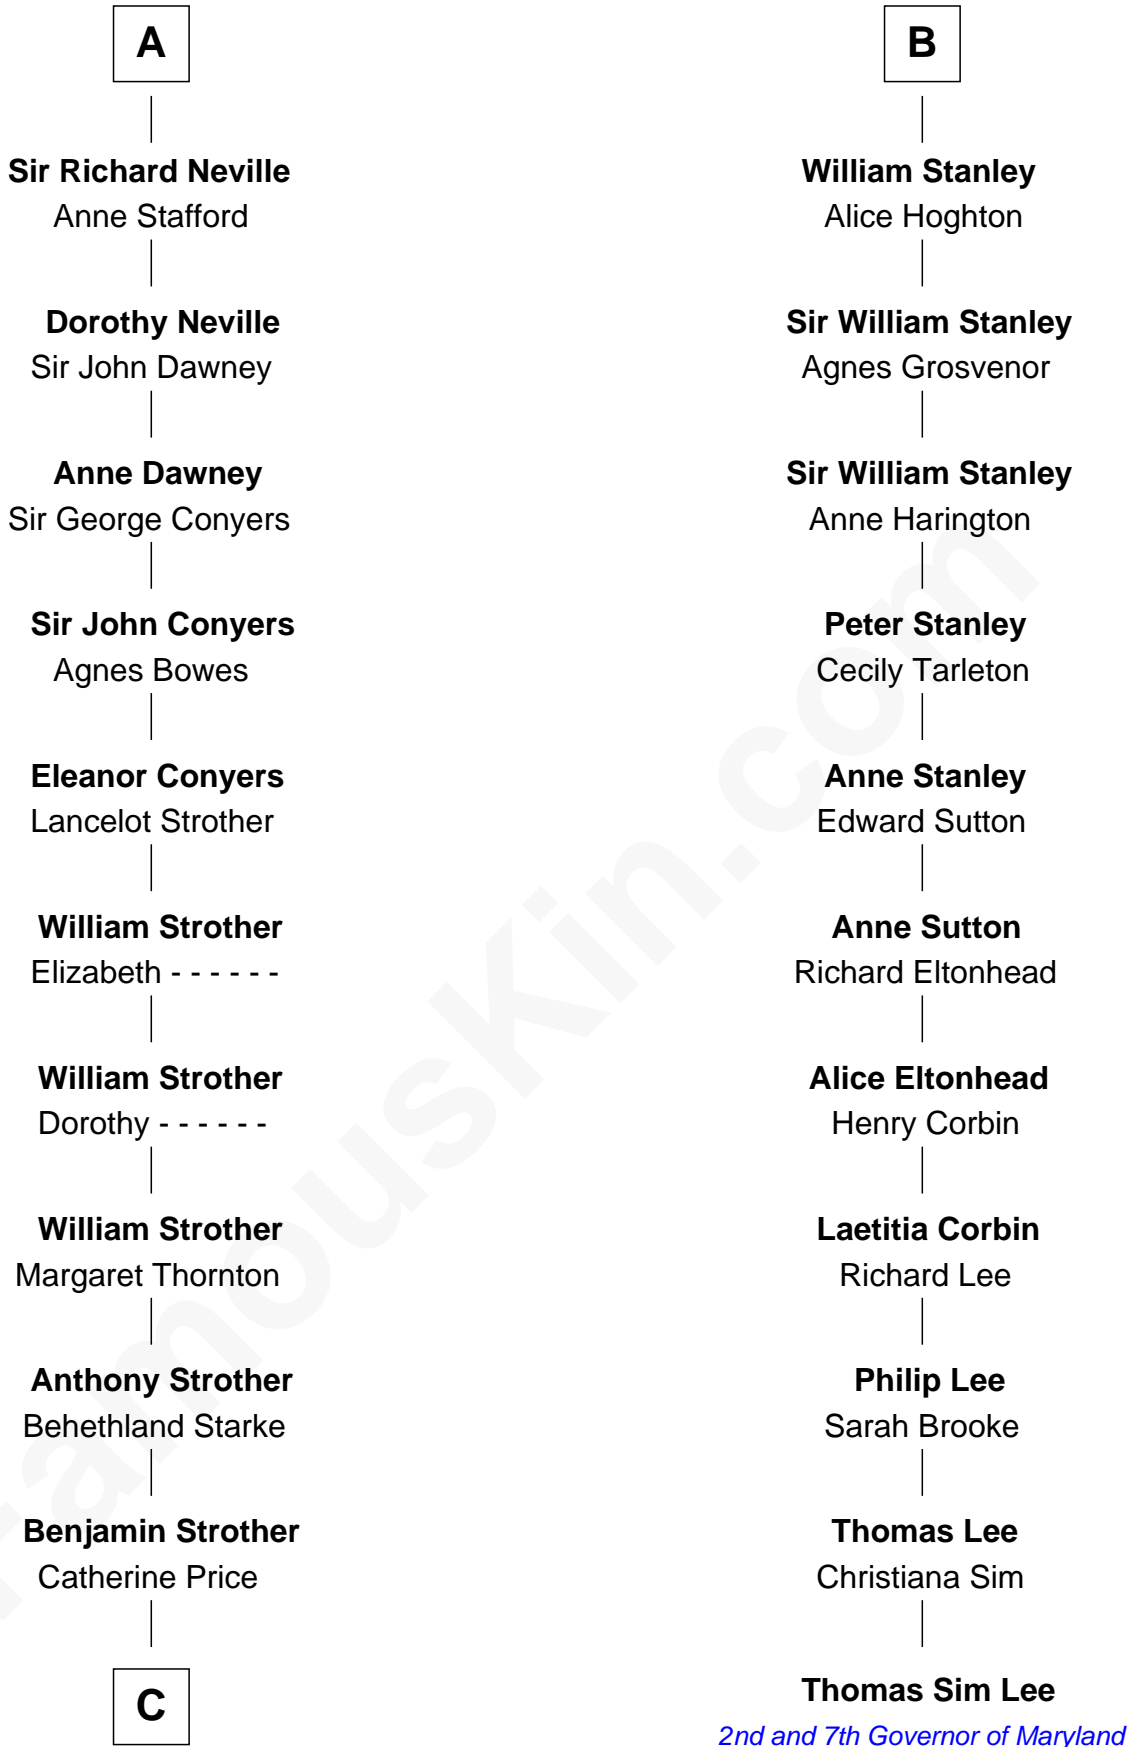 A
Sir Richard Neville
Anne Stafford
Dorothy Neville
Sir John Dawney
Anne Dawney
Sir George Conyers
Sir John Conyers
Agnes Bowes
Eleanor Conyers
Lancelot Strother
William Strother
Elizabeth - - - - - -
William Strother
Dorothy - - - - - -
William Strother
Margaret Thornton
Anthony Strother
Behethland Starke
Benjamin Strother
Catherine Price
C
B
William Stanley
Alice Hoghton
Sir William Stanley
Agnes Grosvenor
Sir William Stanley
Anne Harington
Peter Stanley
Cecily Tarleton
Anne Stanley
Edward Sutton
Anne Sutton
Richard Eltonhead
Alice Eltonhead
Henry Corbin
Laetitia Corbin
Richard Lee
Philip Lee
Sarah Brooke
Thomas Lee
Christiana Sim
Thomas Sim Lee
2nd and 7th Governor of Maryland
FamousKin.com